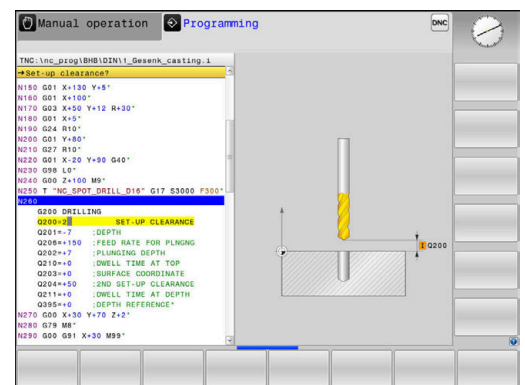 Manual operation
Programming
DNC
TNC:\nc_prog\BHB\DIN\1_Gesenk_casting.i
→Set-up clearance?
N150 G01 X+130 Y+5*
N160 G01 X+100*
N170 G03 X+50 Y+12 R+30*
N180 G01 X+5*
N190 G24 R10*
N200 G01 Y+80*
N210 G27 R10*
N220 G01 X-20 Y+90 G40*
N230 G98 L0*
N240 G00 Z+100 M9*
N250 T "NC_SPOT_DRILL_D16" G17 S3000 F300*
N260
G200 DRILLING
Q200=2 SET-UP CLEARANCE
Q201=-7 ;DEPTH
Q206=+150 ;FEED RATE FOR PLNGNG
Q202=+7 ;PLUNGING DEPTH
Q210=+0 ;DWELL TIME AT TOP
Q203=+0 ;SURFACE COORDINATE
Q204=+50 ;2ND SET-UP CLEARANCE
Q211=+0 ;DWELL TIME AT DEPTH
Q395=+0 ;DEPTH REFERENCE*
N270 G00 X+30 Y+70 Z+2*
N280 G79 M8*
N290 G00 G91 X+30 M99*
Q200